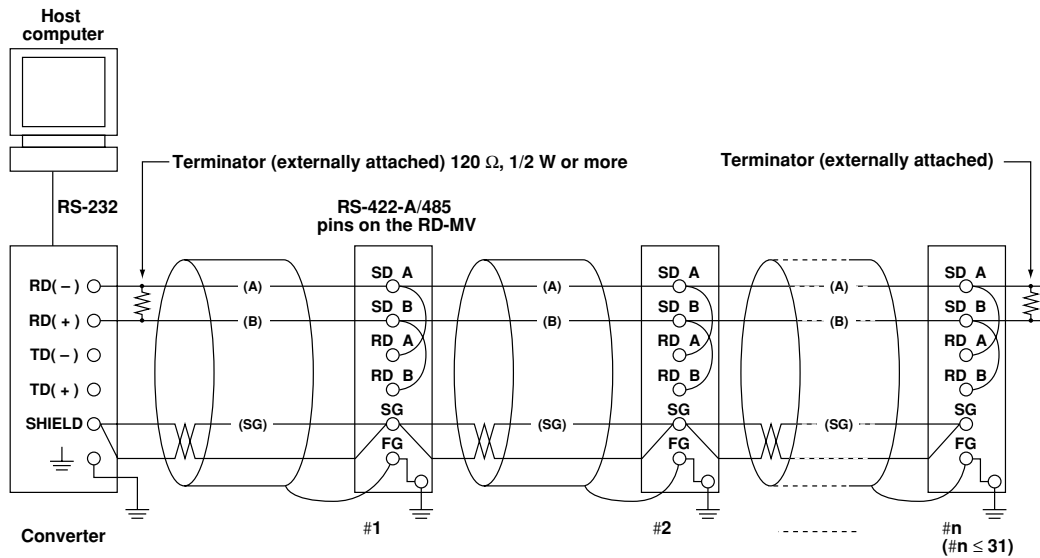 Host
computer
Terminator (externally attached) 120 Ω, 1/2 W or more
Terminator (externally attached)
RS-232
RS-422-A/485
pins on the RD-MV
RD( − )
RD( + )
TD( − )
TD( + )
SHIELD
(A)
(B)
(SG)
SD A
SD B
RD A
RD B
SG
FG
(A)
(B)
(SG)
SD A
SD B
RD A
RD B
SG
FG
(A)
(B)
(SG)
SD A
SD B
RD A
RD B
SG
FG
Converter
#1
#2
#n
(#n ≤ 31)